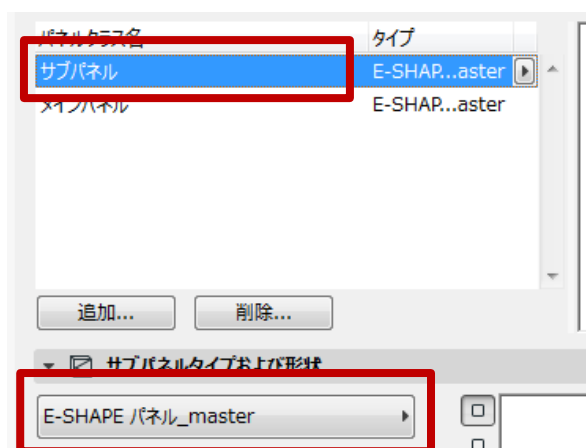 パネルクラス名 タイプ
サブパネル E-SHAP...aster
メインパネル E-SHAP...aster
追加... 削除...
サブパネルタイプおよび形状
E-SHAPE パネル_master